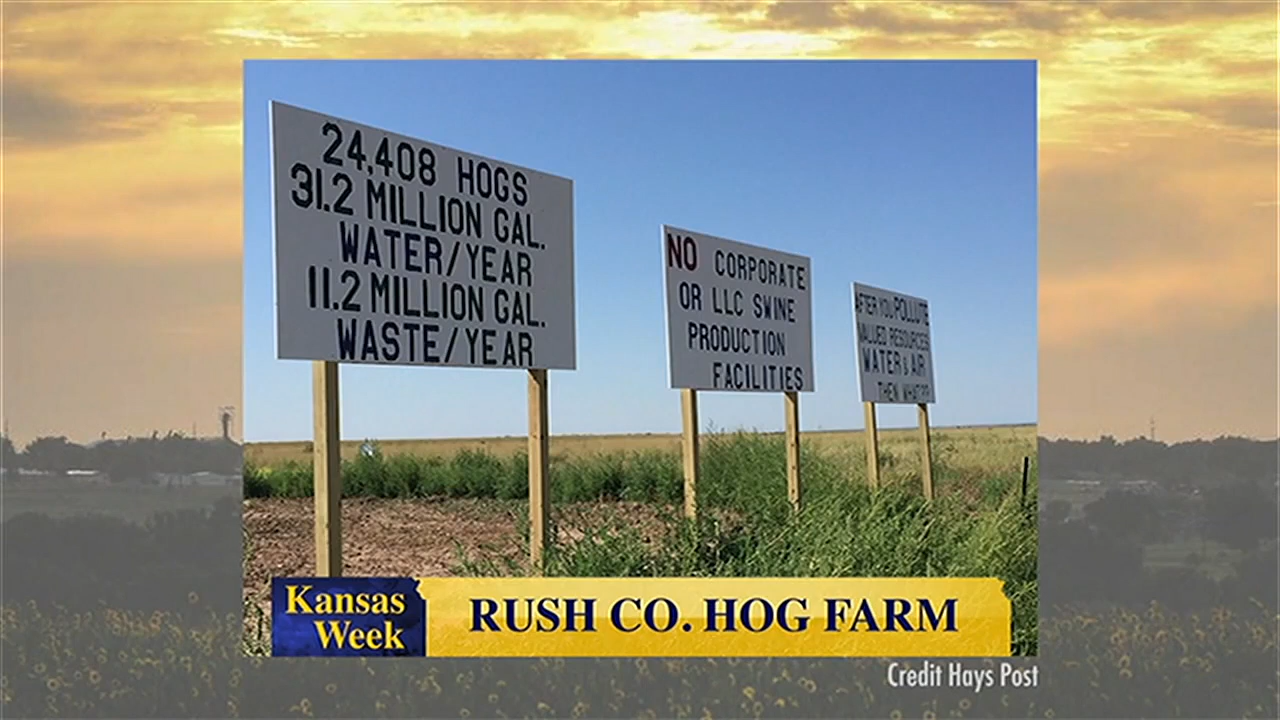 24,408 HOGS
31.2 MILLION GAL.
WATER/YEAR
11.2 MILLION GAL.
WASTE/YEAR
NO CORPORATE
OR LLC SWINE
PRODUCTION
FACILITIES
AFTER YOU POLLUTE
VALUED RESOURCES
WATER & AIR
THEN WHAT??
Kansas
Week
RUSH CO. HOG FARM
Credit Hays Post